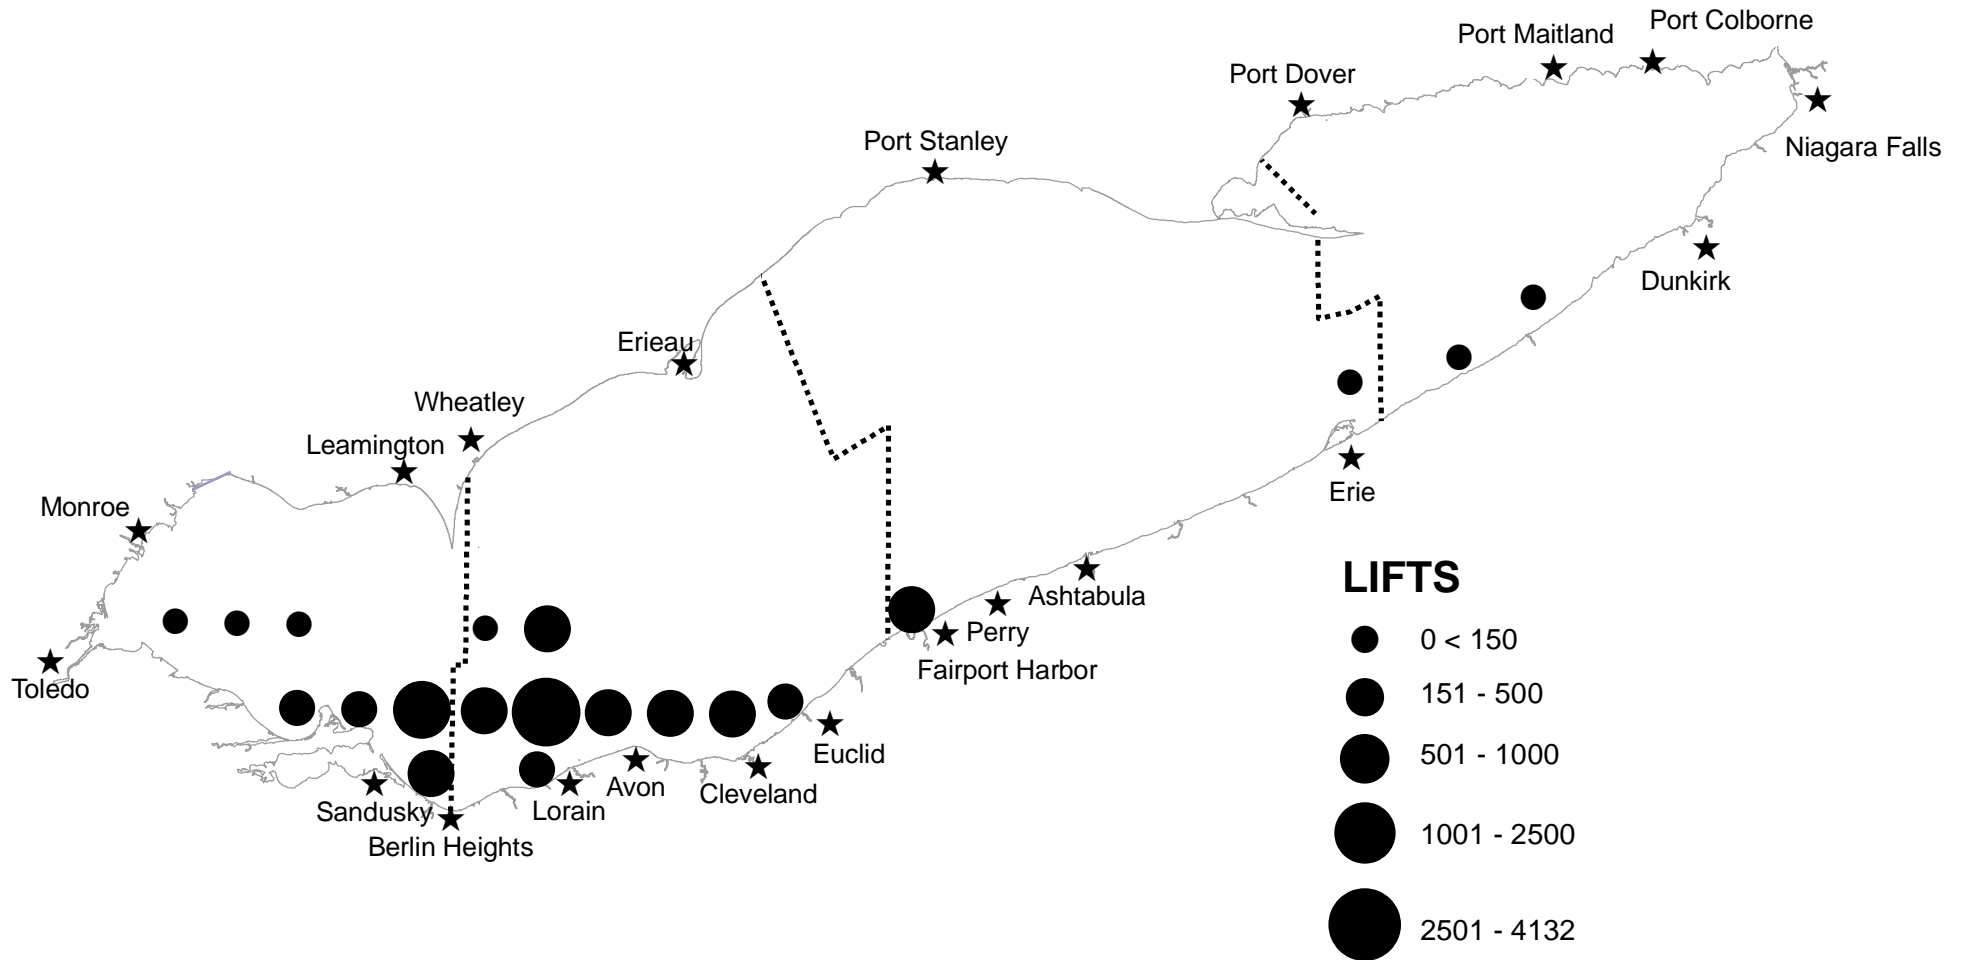 Port Colborne
Port Maitland
Port Dover
Port Stanley
Niagara Falls
Dunkirk
Erieau
Wheatley
Leamington
Erie
Monroe
LIFTS
Ashtabula
Perry
0 < 150
Fairport Harbor
Toledo
151 - 500
Euclid
501 - 1000
Avon
Cleveland
Sandusky
Lorain
Berlin Heights
1001 - 2500
2501 - 4132